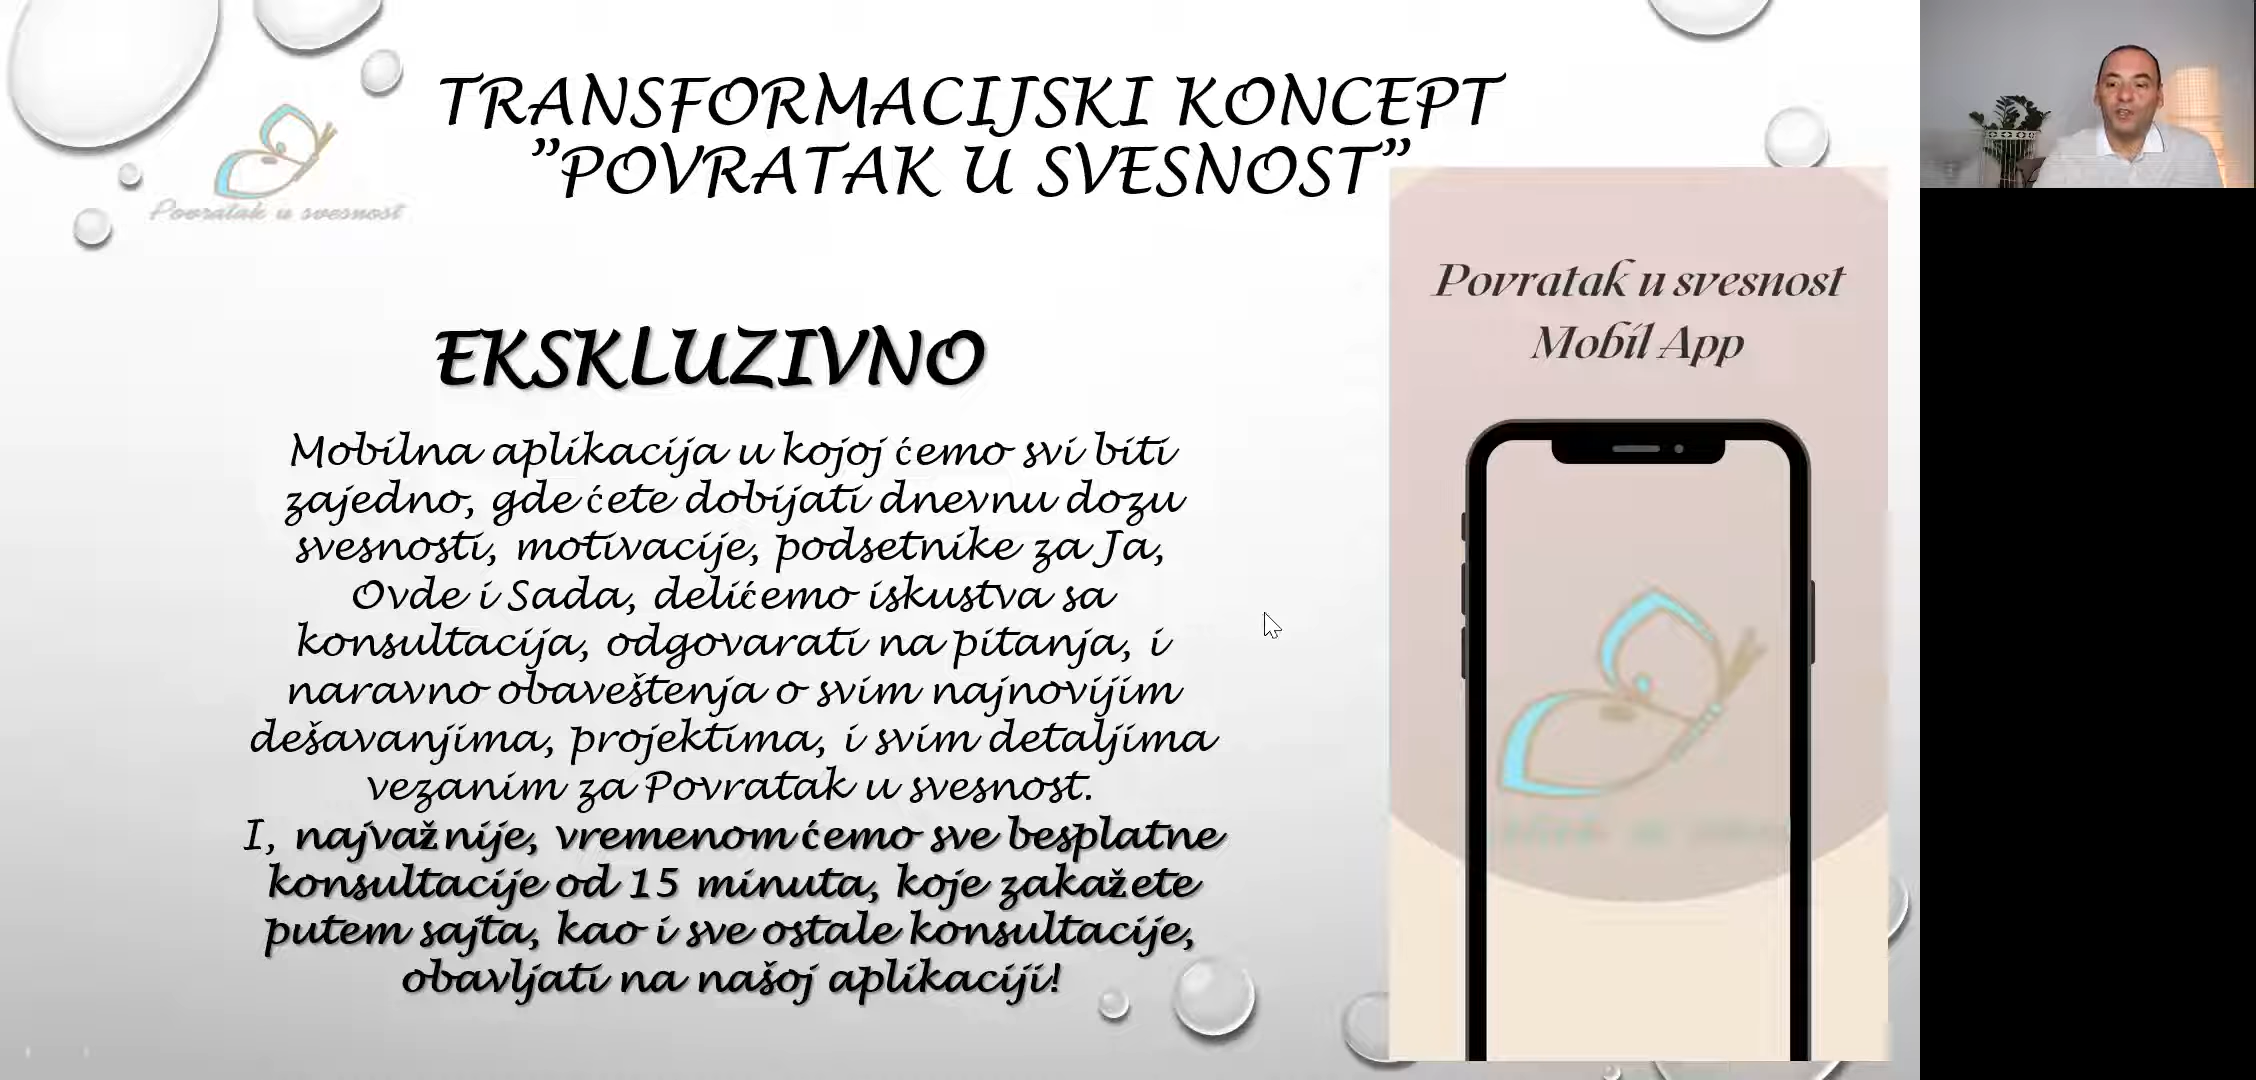 TRANSFORMACIJSKI KONCEPT
”POVRATAK U SVESNOST”
Povratak u svesnost
EKSKLUZIVNO
Mobilna aplikacija u kojoj ćemo svi biti
zajedno, gde ćete dobijati dnevnu dozu
svesnosti, motivacije, podsetnike za Ja,
Ovde i Sada, delićemo iskustva sa
konsultacija, odgovarati na pitanja, i
naravno obaveštenja o svim najnovijim
dešavanjima, projektima, i svim detaljima
vezanim za Povratak u svesnost.
I, najvažnije, vremenom ćemo sve besplatne
konsultacije od 15 minuta, koje zakažete
putem sajta, kao i sve ostale konsultacije,
obavljati na našoj aplikaciji!
Povratak u svesnost
Mobil App